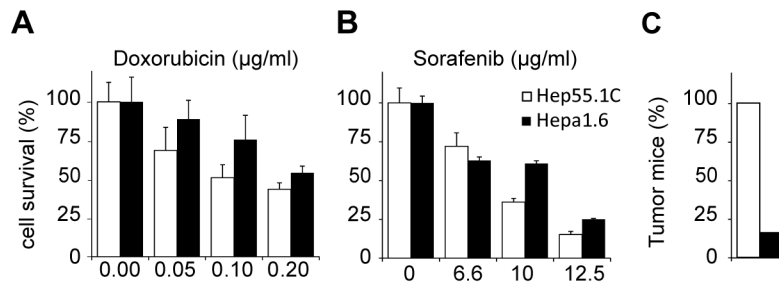 A
Doxorubicin (µg/ml)
cell survival (%)
100
75
50
25
0
0.00 0.05 0.10 0.20
B
Sorafenib (µg/ml)
Hep55.1C
Hepa1.6
100
75
50
25
0
0 6.6 10 12.5
C
Tumor mice (%)
100
75
50
25
0